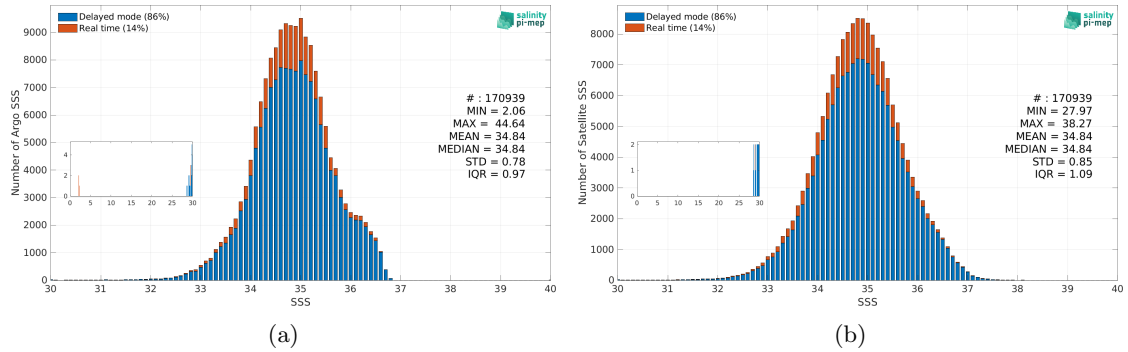 Delayed mode (86%)
Real time (14%)
salinity
pi-mep
9000
8000
7000
6000
5000
4000
3000
2000
1000
0
Number of Argo SSS
# : 170939
MIN = 2.06
MAX = 44.64
MEAN = 34.84
MEDIAN = 34.84
STD = 0.78
IQR = 0.97
4
2
0
0 5 10 15 20 25 30
30 31 32 33 34 35 36 37 38 39 40
SSS
(a)
Delayed mode (86%)
Real time (14%)
salinity
pi-mep
8000
7000
6000
5000
4000
3000
2000
1000
0
Number of Satellite SSS
# : 170939
MIN = 27.97
MAX = 38.27
MEAN = 34.84
MEDIAN = 34.84
STD = 0.85
IQR = 1.09
2
1
0
0 5 10 15 20 25 30
30 31 32 33 34 35 36 37 38 39 40
SSS
(b)